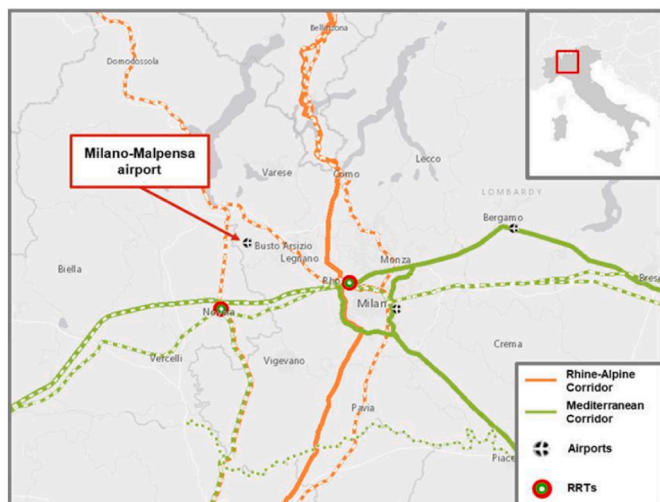 Bellinzona
Domodossola
Milano-Malpensa
airport
Varese
Como
Lecco
LOMBARDY
Bergamo
Busto Arsizio
Legnano
Monza
Biella
Rho
Milan
Novara
Vercelli
Vigevano
Crema
Pavia
Rhine-Alpine
Corridor
Mediterranean
Corridor
Airports
RRTs